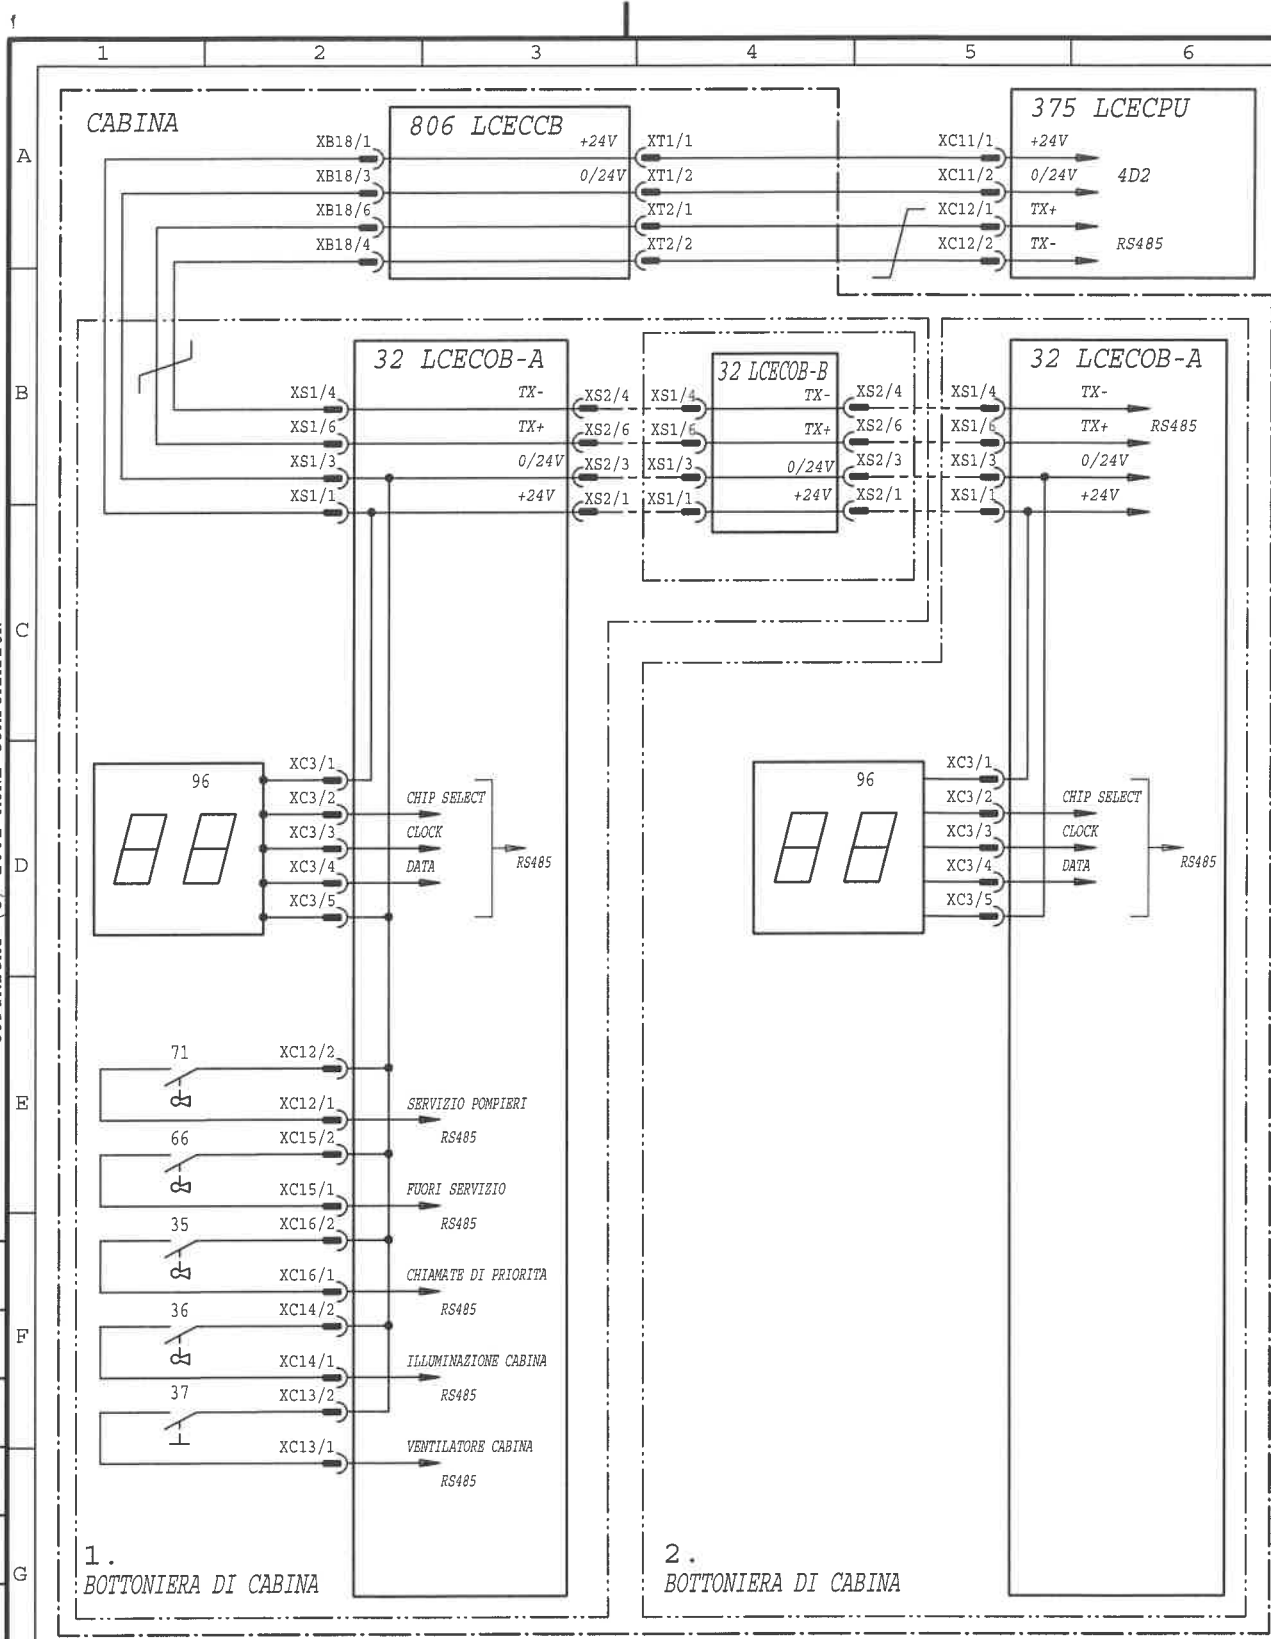 1 2 3 4 5 6
A
B
C
D
E
F
G
CABINA
806 LCECCB
375 LCECPU
XB18/1 +24V XT1/1 XC11/1 +24V
XB18/3 0/24V XT1/2 XC11/2 0/24V 4D2
XB18/6 XT2/1 XC12/1 TX+
XB18/4 XT2/2 XC12/2 TX- RS485
32 LCECOB-A
32 LCECOB-B
32 LCECOB-A
XS1/4 TX- XS2/4 XS1/4 TX- XS2/4 XS1/4 TX-
XS1/6 TX+ XS2/6 XS1/6 TX+ XS2/6 XS1/6 TX+ RS485
XS1/3 0/24V XS2/3 XS1/3 0/24V XS2/3 XS1/3 0/24V
XS1/1 +24V XS2/1 XS1/1 +24V XS2/1 XS1/1 +24V
96
XC3/1
XC3/2 CHIP SELECT
XC3/3 CLOCK
XC3/4 DATA
XC3/5
RS485
96
XC3/1
XC3/2 CHIP SELECT
XC3/3 CLOCK
XC3/4 DATA
XC3/5
RS485
71 XC12/2
XC12/1 SERVIZIO POMPIERI
RS485
66 XC15/2
XC15/1 FUORI SERVIZIO
RS485
35 XC16/2
XC16/1 CHIAMATE DI PRIORITA
RS485
36 XC14/2
XC14/1 ILLUMINAZIONE CABINA
RS485
37 XC13/2
XC13/1 VENTILATORE CABINA
RS485
1.
BOTTONIERA DI CABINA
2.
BOTTONIERA DI CABINA